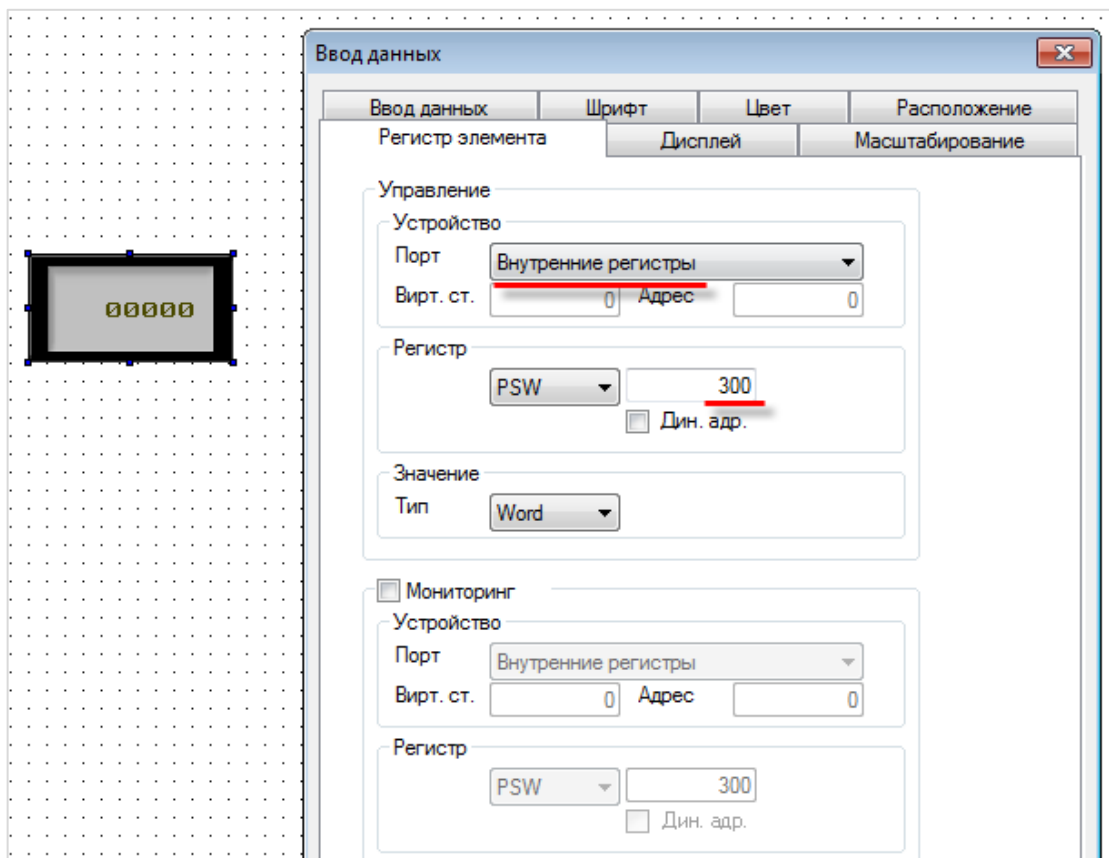 Ввод данных
Ввод данных Шрифт Цвет Расположение
Регистр элемента Дисплей Масштабирование
Управление
Устройство
Порт Внутренние регистры
Вирт. ст. 0 Адрес 0
00000
Регистр
PSW 300
Дин. адр.
Значение
Тип Word
Мониторинг
Устройство
Порт Внутренние регистры
Вирт. ст. 0 Адрес 0
Регистр
PSW 300
Дин. адр.